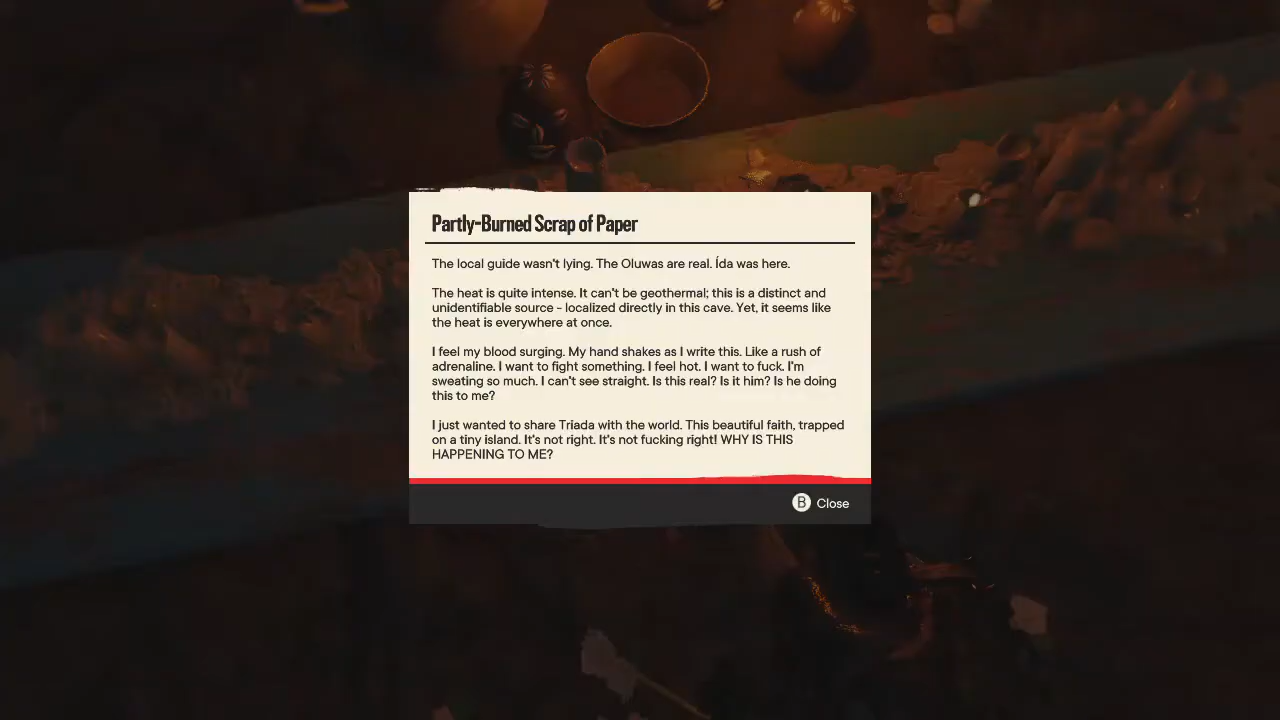 Partly-Burned Scrap of Paper
The local guide wasn't lying. The Oluwas are real. Ída was here.
The heat is quite intense. It can't be geothermal; this is a distinct and
unidentifiable source - localized directly in this cave. Yet, it seems like
the heat is everywhere at once.
I feel my blood surging. My hand shakes as I write this. Like a rush of
adrenaline. I want to fight something. I feel hot. I want to fuck. I'm
sweating so much. I can't see straight. Is this real? Is it him? Is he doing
this to me?
I just wanted to share Triada with the world. This beautiful faith, trapped
on a tiny island. It's not right. It's not fucking right! WHY IS THIS
HAPPENING TO ME?
B Close